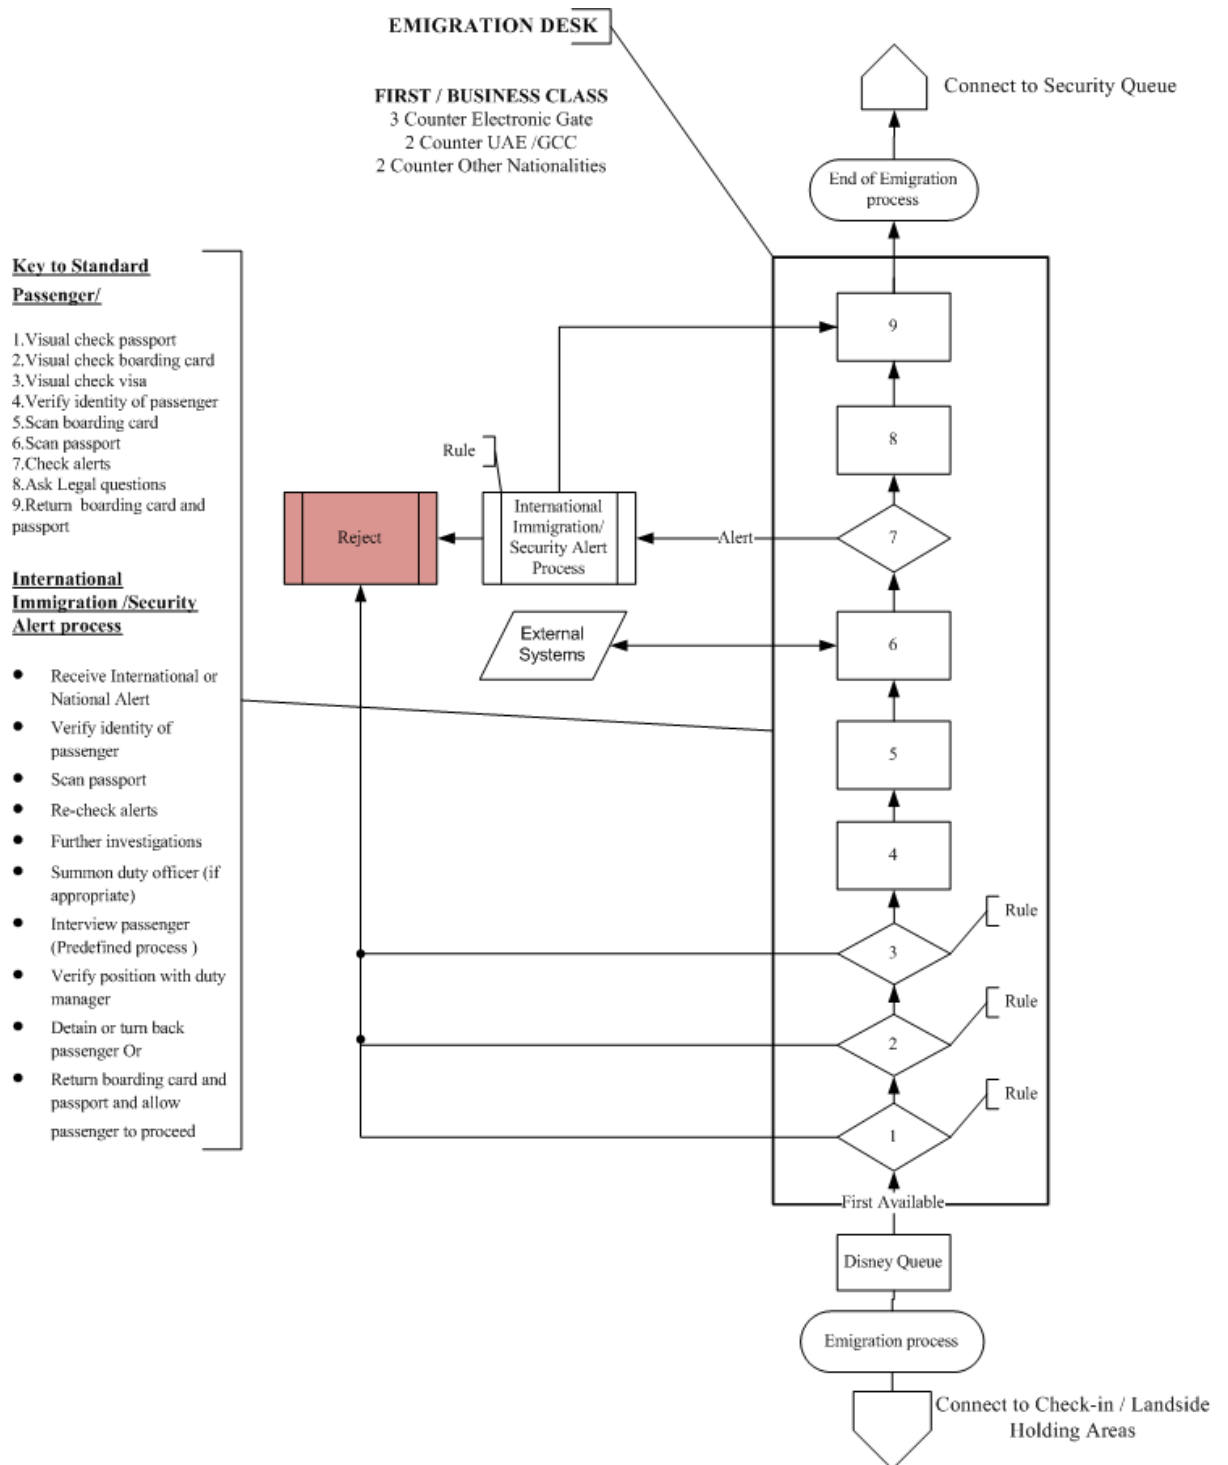 EMIGRATION DESK
FIRST / BUSINESS CLASS
3 Counter Electronic Gate
2 Counter UAE /GCC
2 Counter Other Nationalities
Connect to Security Queue
End of Emigration
process
Key to Standard
Passenger/
1.Visual check passport
2.Visual check boarding card
3.Visual check visa
4.Verify identity of passenger
5.Scan boarding card
6.Scan passport
7.Check alerts
8.Ask Legal questions
9.Return boarding card and
passport
International
Immigration /Security
Alert process
● Receive International or
National Alert
● Verify identity of
passenger
● Scan passport
● Re-check alerts
● Further investigations
● Summon duty officer (if
appropriate)
● Interview passenger
(Predefined process )
● Verify position with duty
manager
● Detain or turn back
passenger Or
● Return boarding card and
passport and allow
passenger to proceed
9
8
Rule
Reject
International
Immigration/
Security Alert
Process
Alert
7
External
Systems
6
5
4
Rule
3
Rule
2
Rule
1
First Available
Disney Queue
Emigration process
Connect to Check-in / Landside
Holding Areas